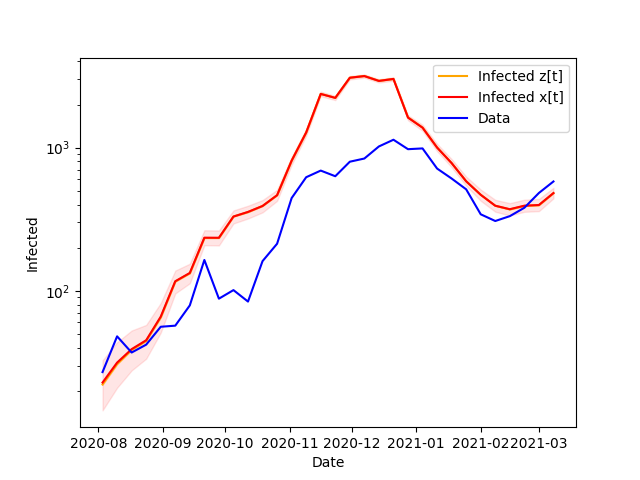 Infected z[t]
Infected x[t]
Data
10³
10²
Infected
2020-08 2020-09 2020-10 2020-11 2020-12 2021-01 2021-02 2021-03
Date